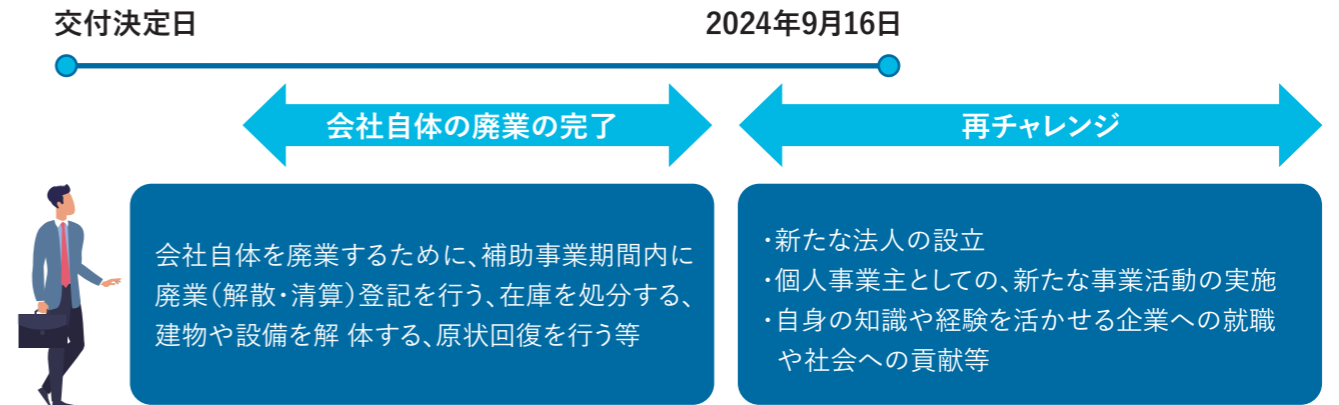 交付決定日
2024年9月16日
会社自体の廃業の完了
再チャレンジ
会社自体を廃業するために、補助事業期間内に
廃業（解散・清算）登記を行う、在庫を処分する、
建物や設備を解 体する、原状回復を行う等
・新たな法人の設立
・個人事業主としての、新たな事業活動の実施
・自身の知識や経験を活かせる企業への就職
や社会への貢献等